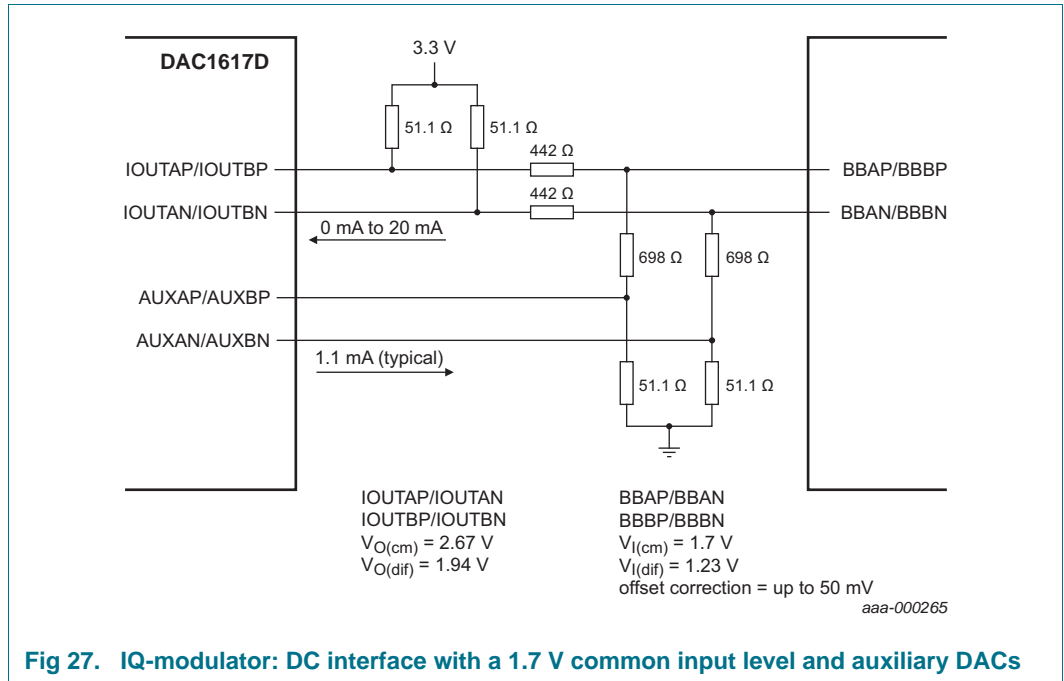 DAC1617D
3.3 V
51.1 Ω
51.1 Ω
442 Ω
IOUTAP/IOUTBP
BBAP/BBBP
442 Ω
IOUTAN/IOUTBN
BBAN/BBBN
0 mA to 20 mA
698 Ω
698 Ω
AUXAP/AUXBP
AUXAN/AUXBN
1.1 mA (typical)
51.1 Ω
51.1 Ω
IOUTAP/IOUTAN
IOUTBP/IOUTBN
VO(cm) = 2.67 V
VO(dif) = 1.94 V
BBAP/BBAN
BBBP/BBBN
VI(cm) = 1.7 V
VI(dif) = 1.23 V
offset correction = up to 50 mV
aaa-000265
Fig 27. IQ-modulator: DC interface with a 1.7 V common input level and auxiliary DACs